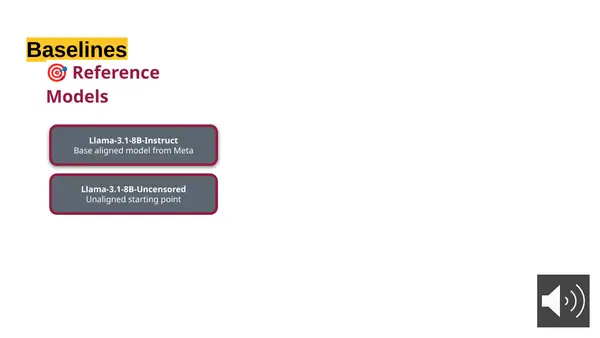 Baselines
🎯 Reference
Models
Llama-3.1-8B-Instruct
Base aligned model from Meta
Llama-3.1-8B-Uncensored
Unaligned starting point